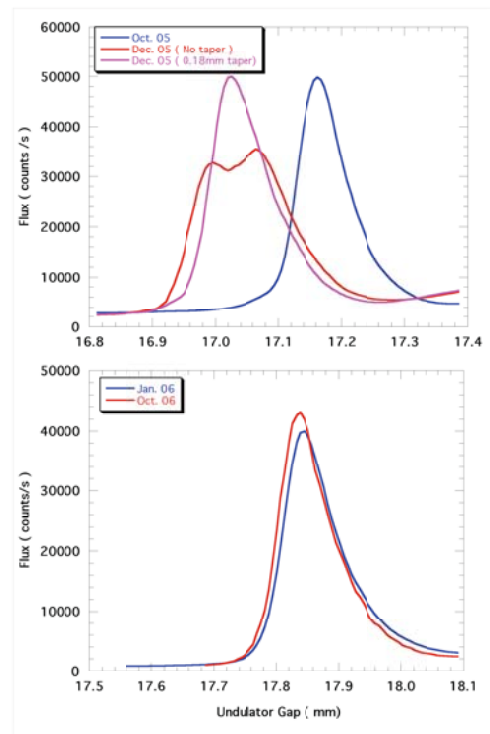 60000
Oct. 05
Dec. 05 ( No taper)
Dec. 05 ( 0.18mm taper)
50000
40000
30000
20000
10000
0
Flux ( counts /s)
16.8 16.9 17.0 17.1 17.2 17.3 17.4
50000
Jan. 06
Oct. 06
40000
30000
20000
10000
0
Flux ( counts/s )
17.5 17.6 17.7 17.8 17.9 18.0 18.1
Undulator Gap ( mm)